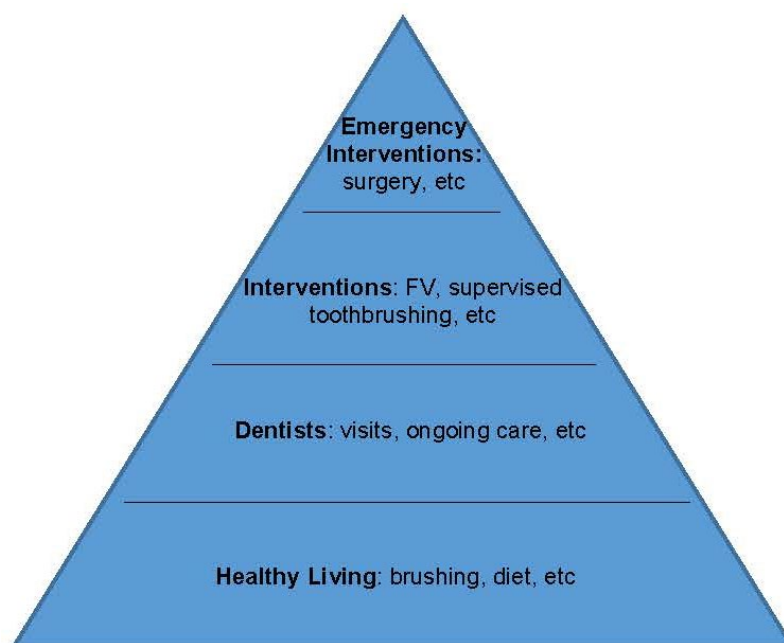 Emergency
Interventions:
surgery, etc
Interventions: FV, supervised
toothbrushing, etc
Dentists: visits, ongoing care, etc
Healthy Living: brushing, diet, etc